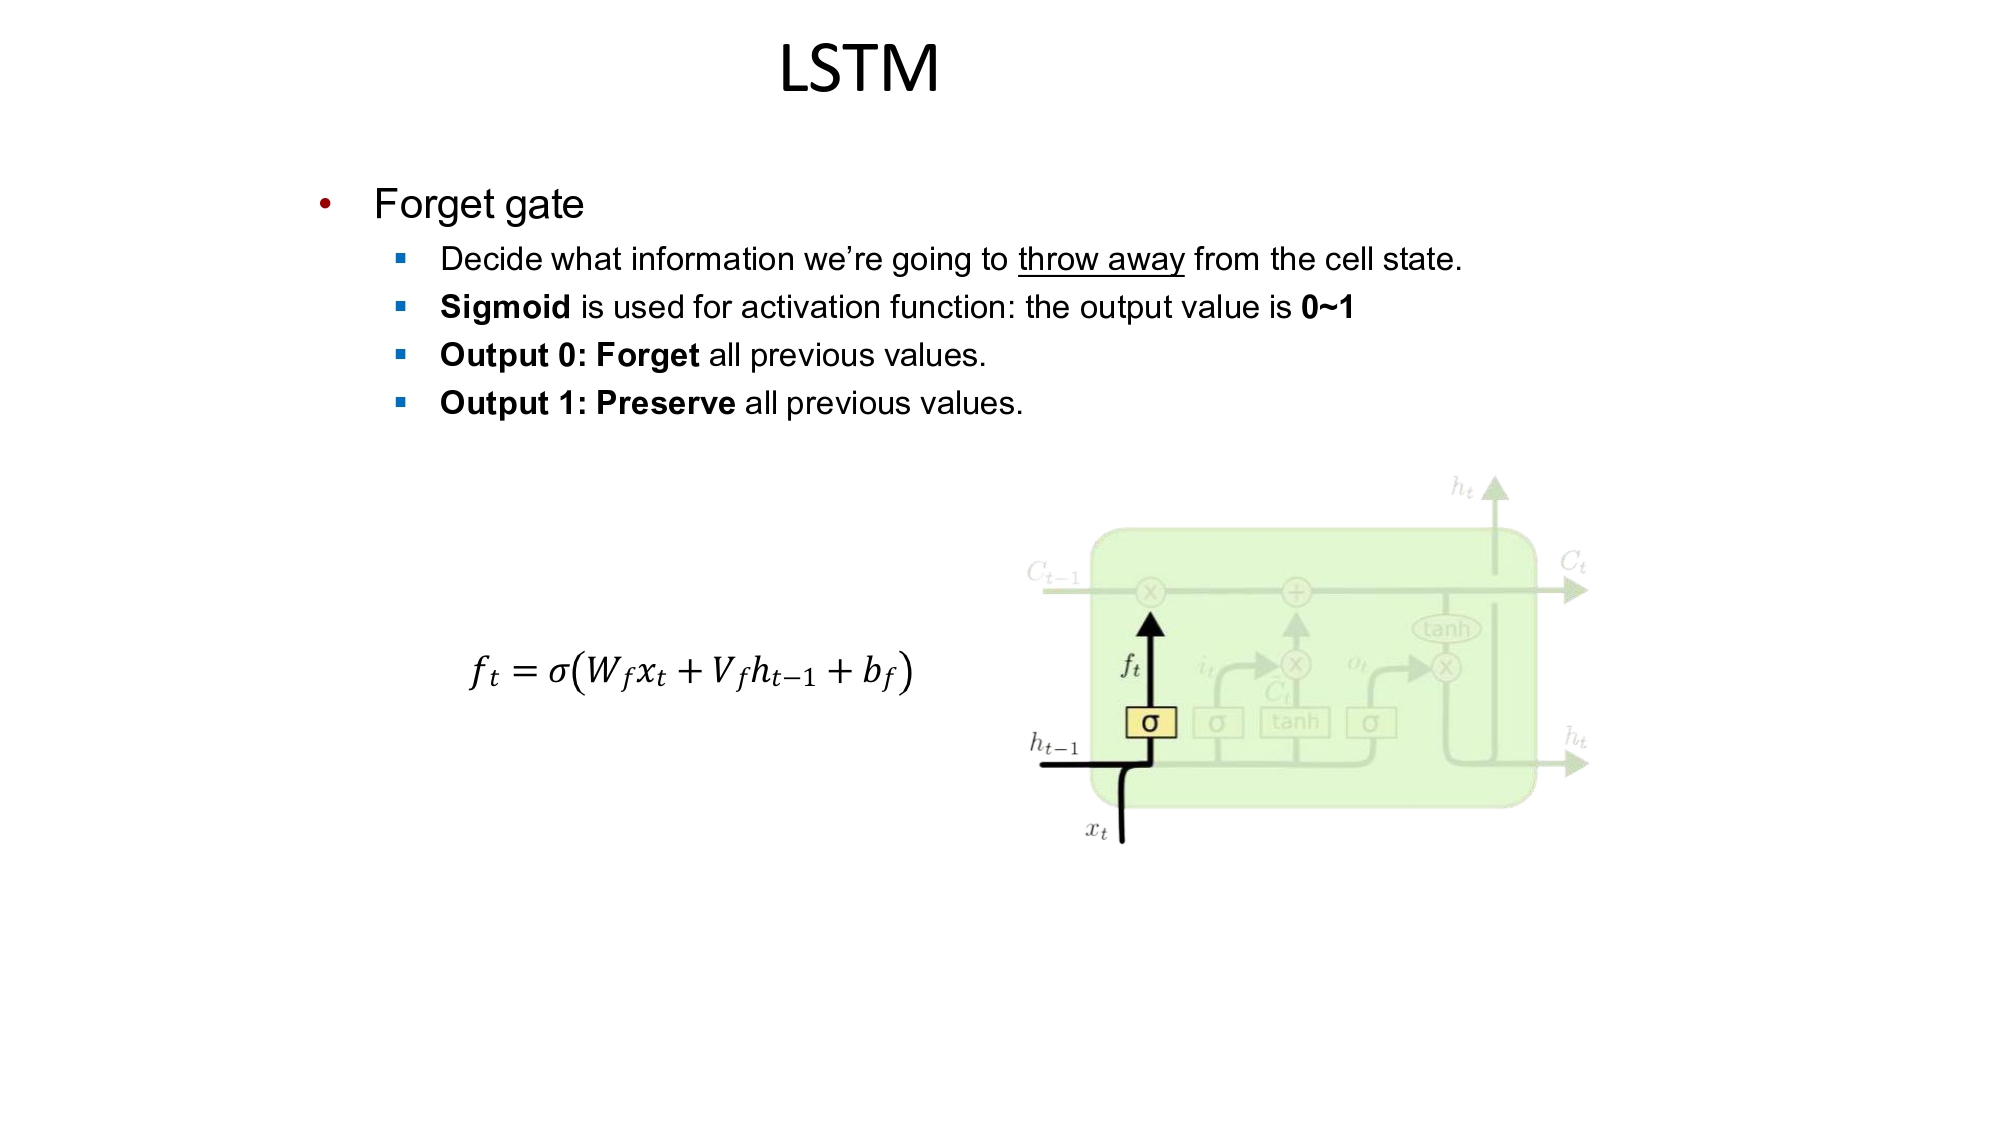 LSTM
• Forget gate
▪ Decide what information we’re going to throw away from the cell state.
▪ Sigmoid is used for activation function: the output value is 0~1
▪ Output 0: Forget all previous values.
▪ Output 1: Preserve all previous values.
f_t = σ(W_f x_t + V_f h_{t−1} + b_f)
h_t
C_{t−1}
C_t
x
+
tanh
f_t
i_t
x
o_t
x
C̃_t
σ
σ
tanh
σ
h_{t−1}
h_t
x_t